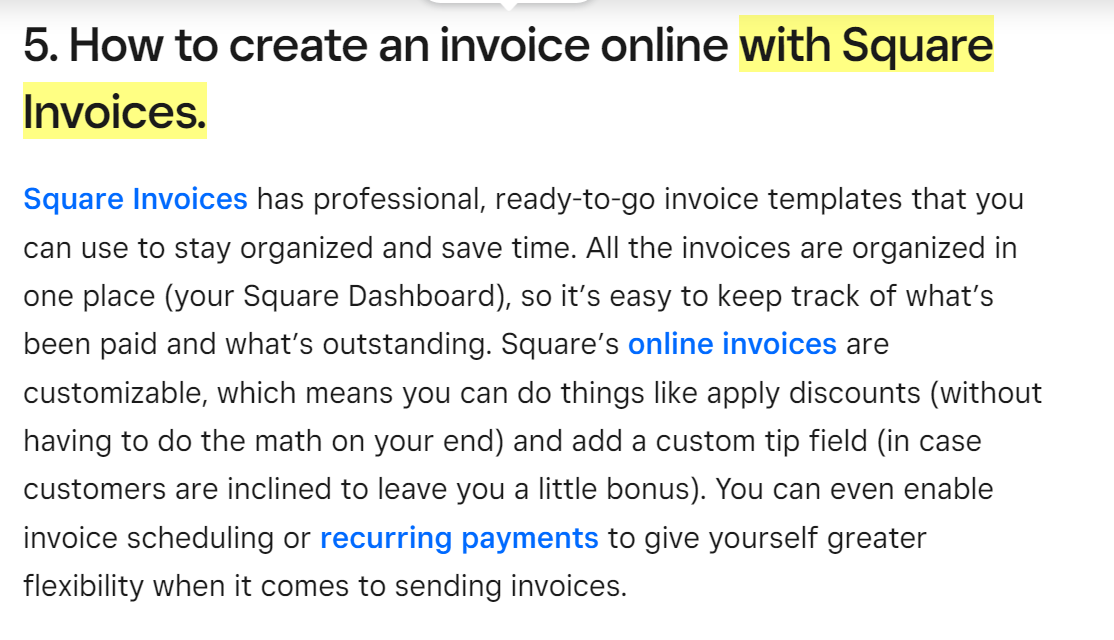 5. How to create an invoice online with Square
Invoices.
Square Invoices has professional, ready-to-go invoice templates that you
can use to stay organized and save time. All the invoices are organized in
one place (your Square Dashboard), so it’s easy to keep track of what’s
been paid and what’s outstanding. Square’s online invoices are
customizable, which means you can do things like apply discounts (without
having to do the math on your end) and add a custom tip field (in case
customers are inclined to leave you a little bonus). You can even enable
invoice scheduling or recurring payments to give yourself greater
flexibility when it comes to sending invoices.